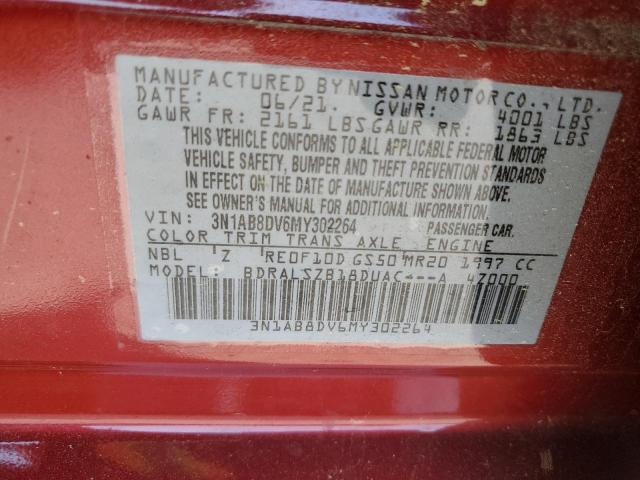 MANUFACTURED BY NISSAN MOTOR CO., LTD.
DATE: 06/21. GVWR: 4001 LBS
GAWR FR: 2161 LBS GAWR RR: 1863 LBS
THIS VEHICLE CONFORMS TO ALL APPLICABLE FEDERAL MOTOR
VEHICLE SAFETY, BUMPER AND THEFT PREVENTION STANDARDS
IN EFFECT ON THE DATE OF MANUFACTURE SHOWN ABOVE.
SEE OWNER'S MANUAL FOR ADDITIONAL INFORMATION.
VIN: 3N1AB8DV6MY302264 PASSENGER CAR.
COLOR TRIM TRANS AXLE ENGINE
NBL Z RE0F10D GS50 MR20 1997 CC
MODEL: BDRALSZB18DUAC---A 4Z000
3N1AB8DV6MY302264